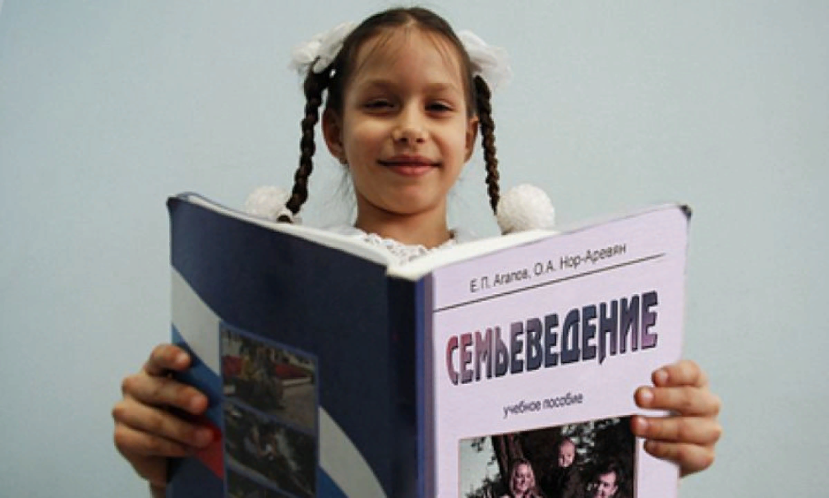 Е. П. Агапов, О.А. Нор-Аревян
СЕМЬЕВЕДЕНИЕ
учебное пособие